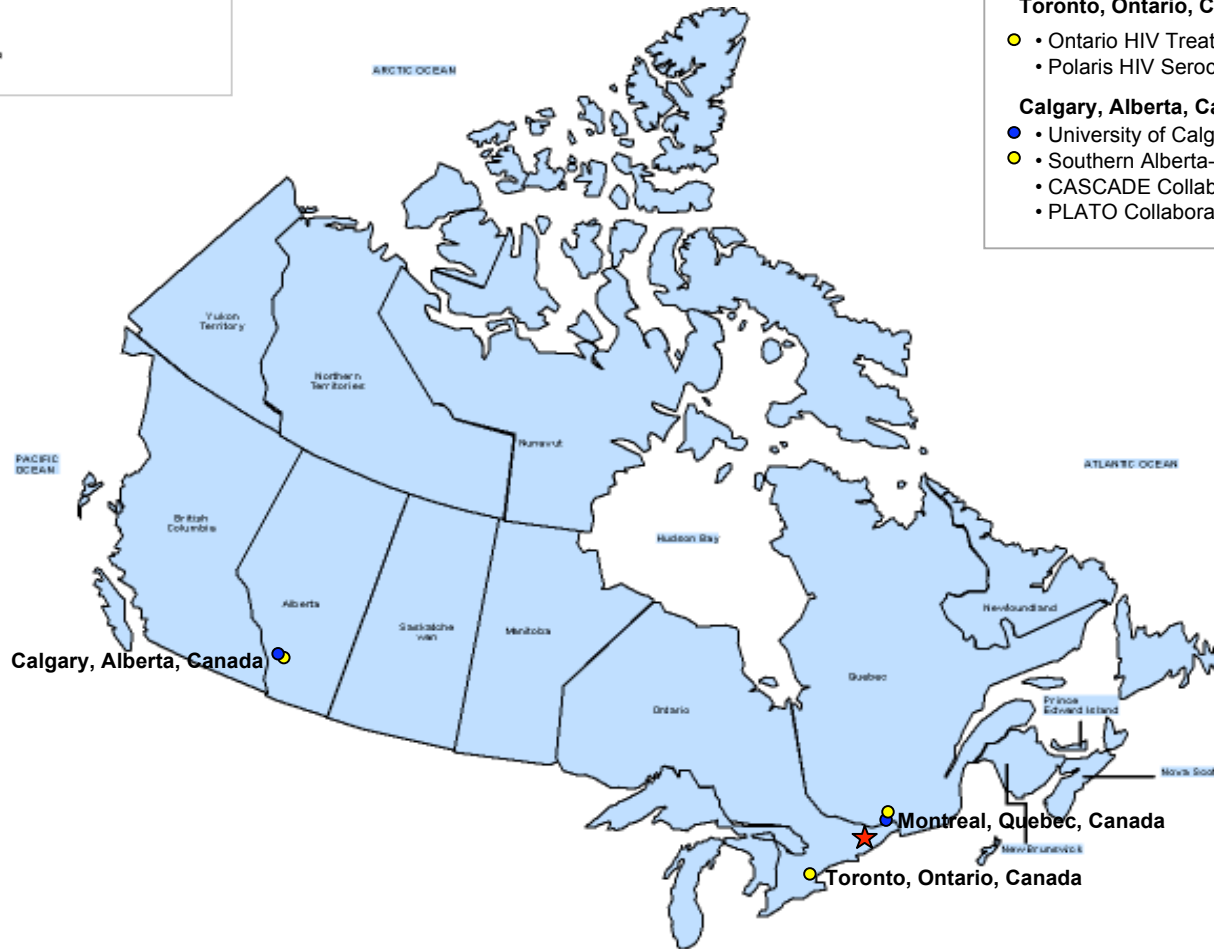 Toronto, Ontario, C
• Ontario HIV Treat
• Polaris HIV Seroc
Calgary, Alberta, Ca
• University of Calg
• Southern Alberta-
• CASCADE Collab
• PLATO Collabora
ARCTIC OCEAN
Yukon
Territory
Northern
Territories
Nunavut
PACIFIC
OCEAN
ATLANTIC OCEAN
British
Columbia
Hudson Bay
Alberta
Saskatche
wan
Manitoba
Newfoundland
Calgary, Alberta, Canada
Quebec
Ontario
Prince
Edward Island
Nova Scot
Montreal, Quebec, Canada
New Brunswick
Toronto, Ontario, Canada